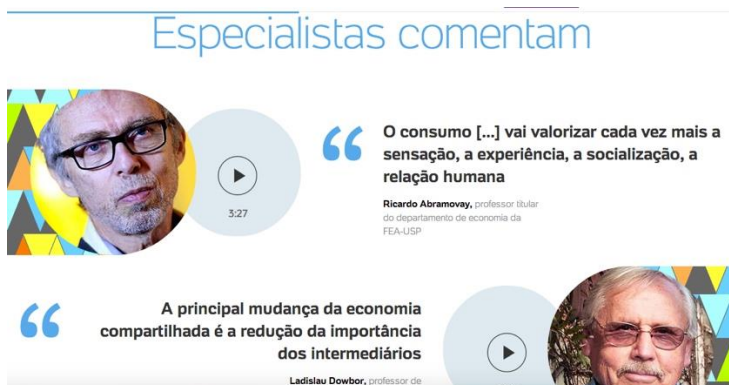 Especialistas comentam
O consumo [...] vai valorizar cada vez mais a
sensação, a experiência, a socialização, a
relação humana
3:27
Ricardo Abramovay, professor titular
do departamento de economia da
FEA-USP
A principal mudança da economia
compartilhada é a redução da importância
dos intermediários
Ladislau Dowbor, professor de